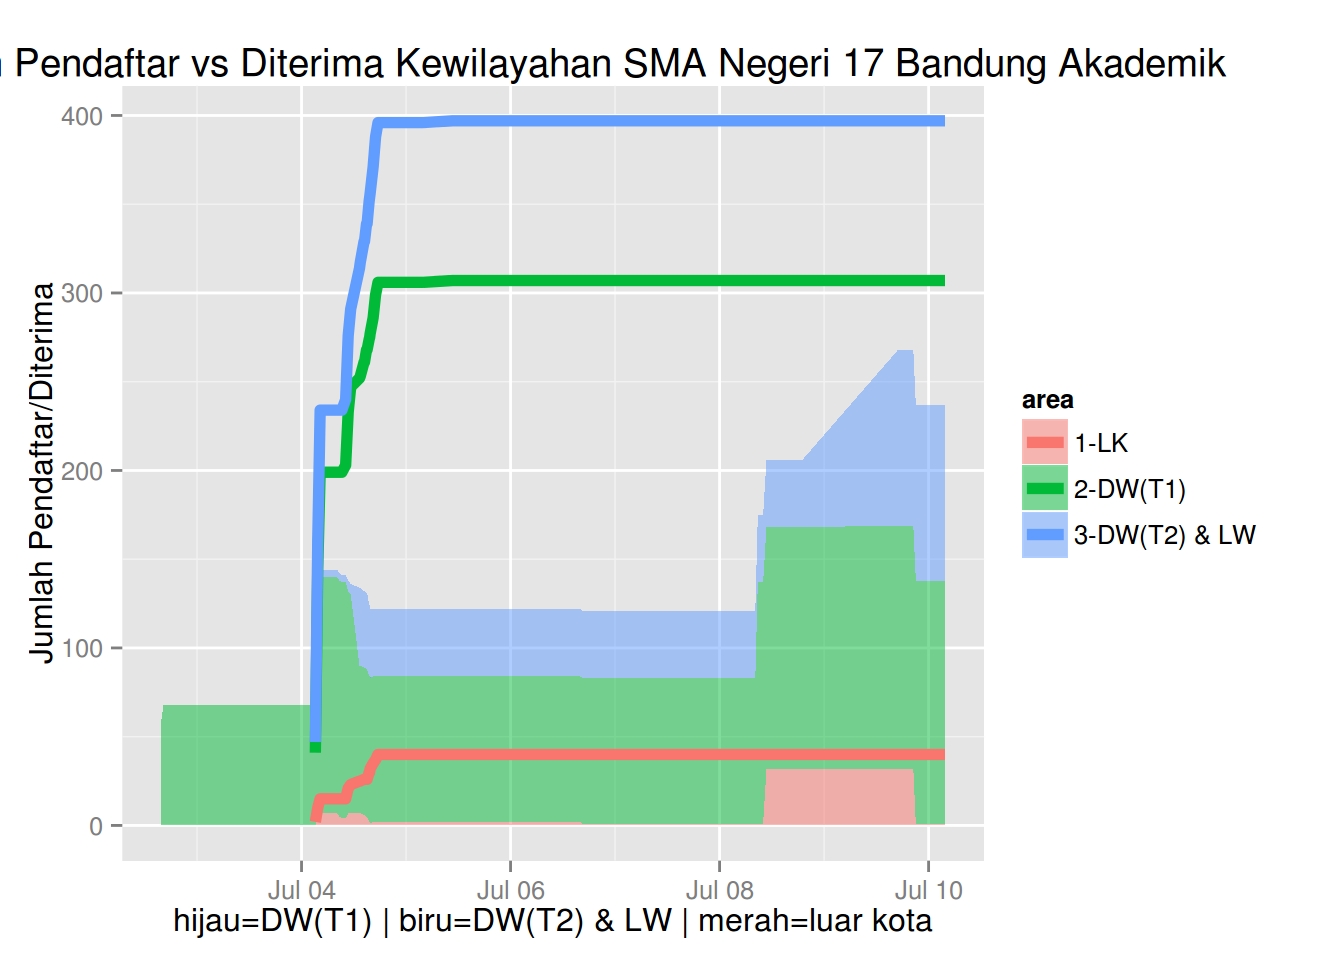 Pendaftar vs Diterima Kewilayahan SMA Negeri 17 Bandung Akademik
400
300
200
100
0
Jumlah Pendaftar/Diterima
Jul 04
Jul 06
Jul 08
Jul 10
hijau=DW(T1) | biru=DW(T2) & LW | merah=luar kota
area
1-LK
2-DW(T1)
3-DW(T2) & LW